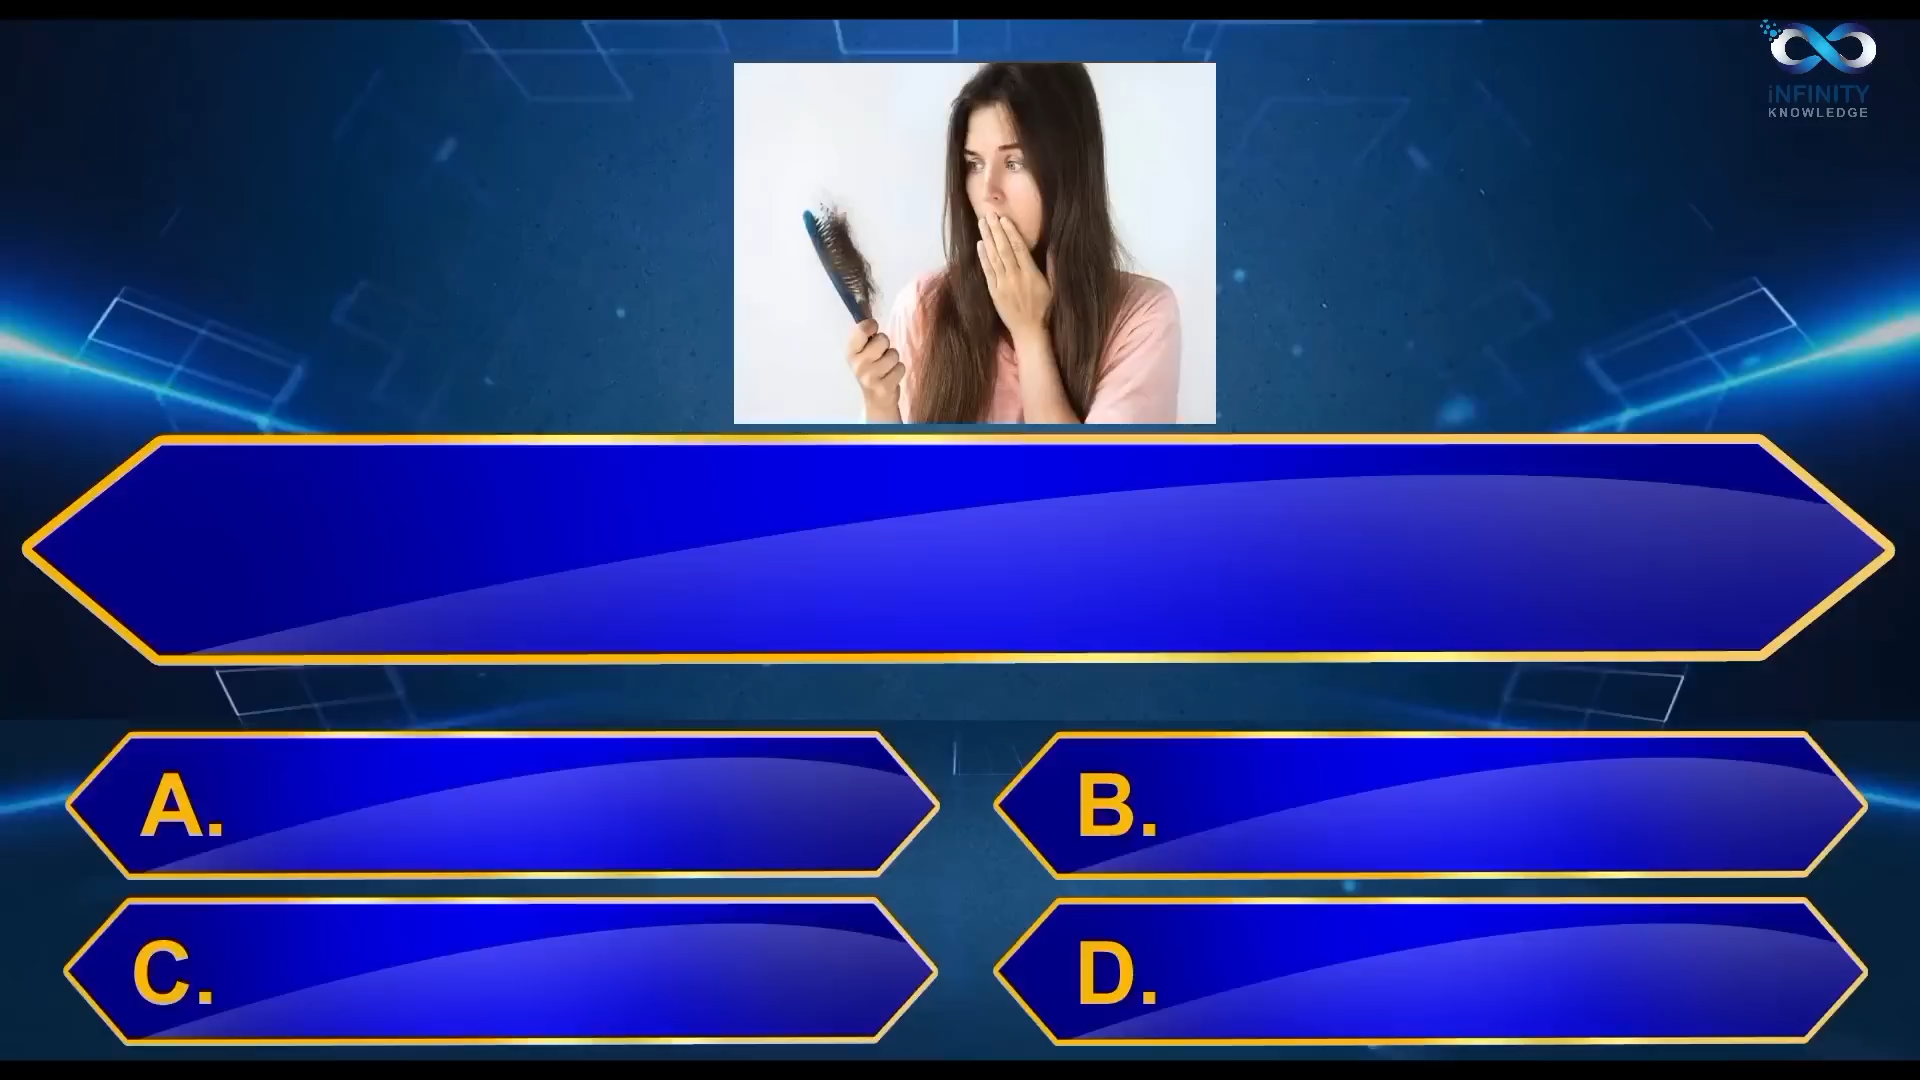 iNFINITY
KNOWLEDGE
A.
B.
C.
D.